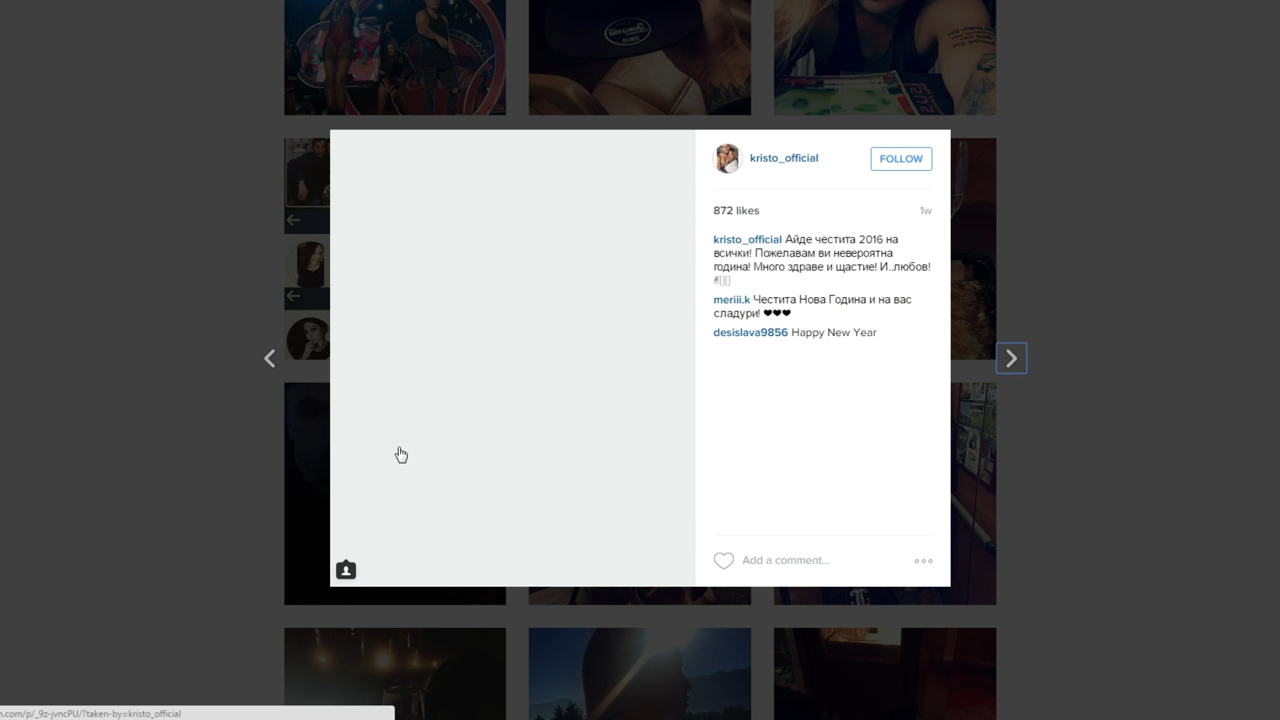 ORIGINAL
kristo_official
FOLLOW
872 likes
1w
kristo_official Айде честита 2016 на
всички! Пожелавам ви невероятна
година! Много здраве и щастие! И..любов!
✌
meriii.k Честита Нова Година и на вас
сладури! ❤❤❤
desislava9856 Happy New Year
Add a comment...
n.com/p/_9z-jvncPU/?taken-by=kristo_official